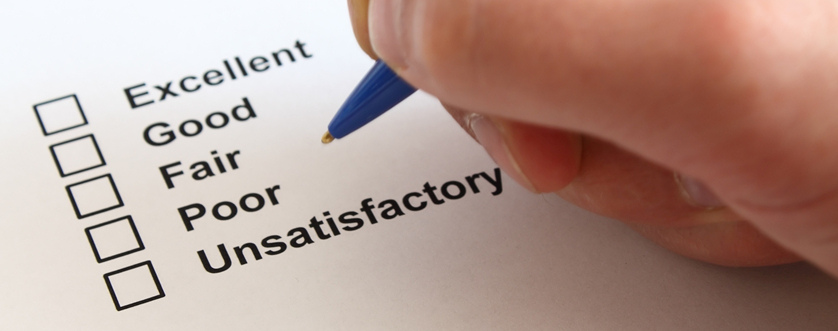 Excellent
Good
Fair
Poor
Unsatisfactory